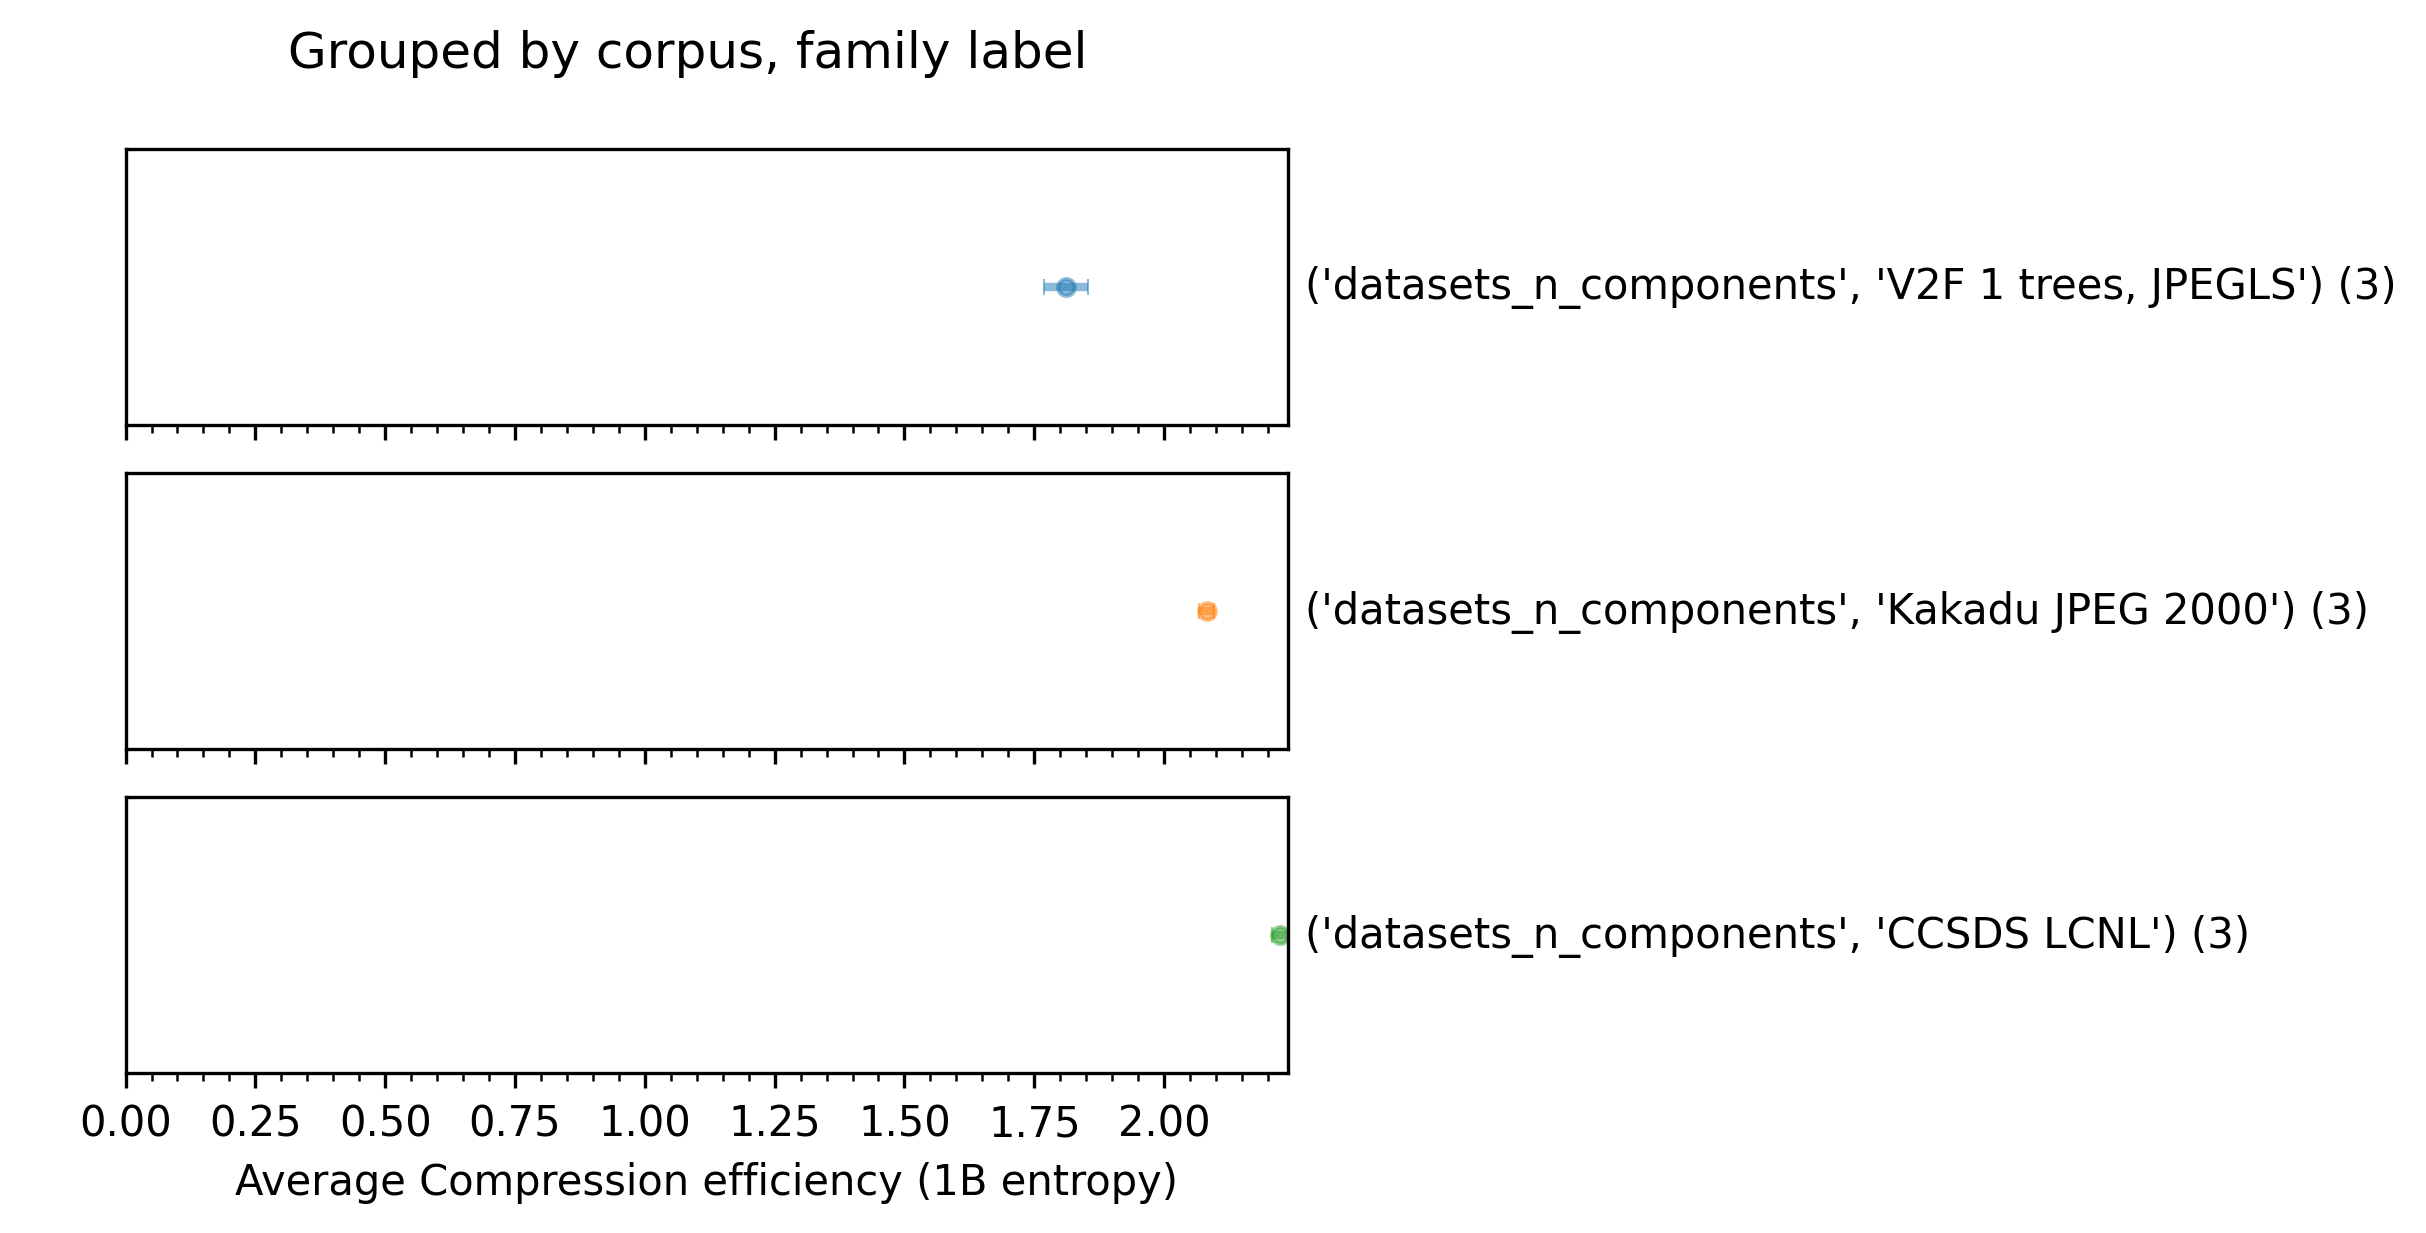 Grouped by corpus, family label
('datasets_n_components', 'V2F 1 trees, JPEGLS') (3)
('datasets_n_components', 'Kakadu JPEG 2000') (3)
('datasets_n_components', 'CCSDS LCNL') (3)
0.00 0.25 0.50 0.75 1.00 1.25 1.50 1.75 2.00
Average Compression efficiency (1B entropy)